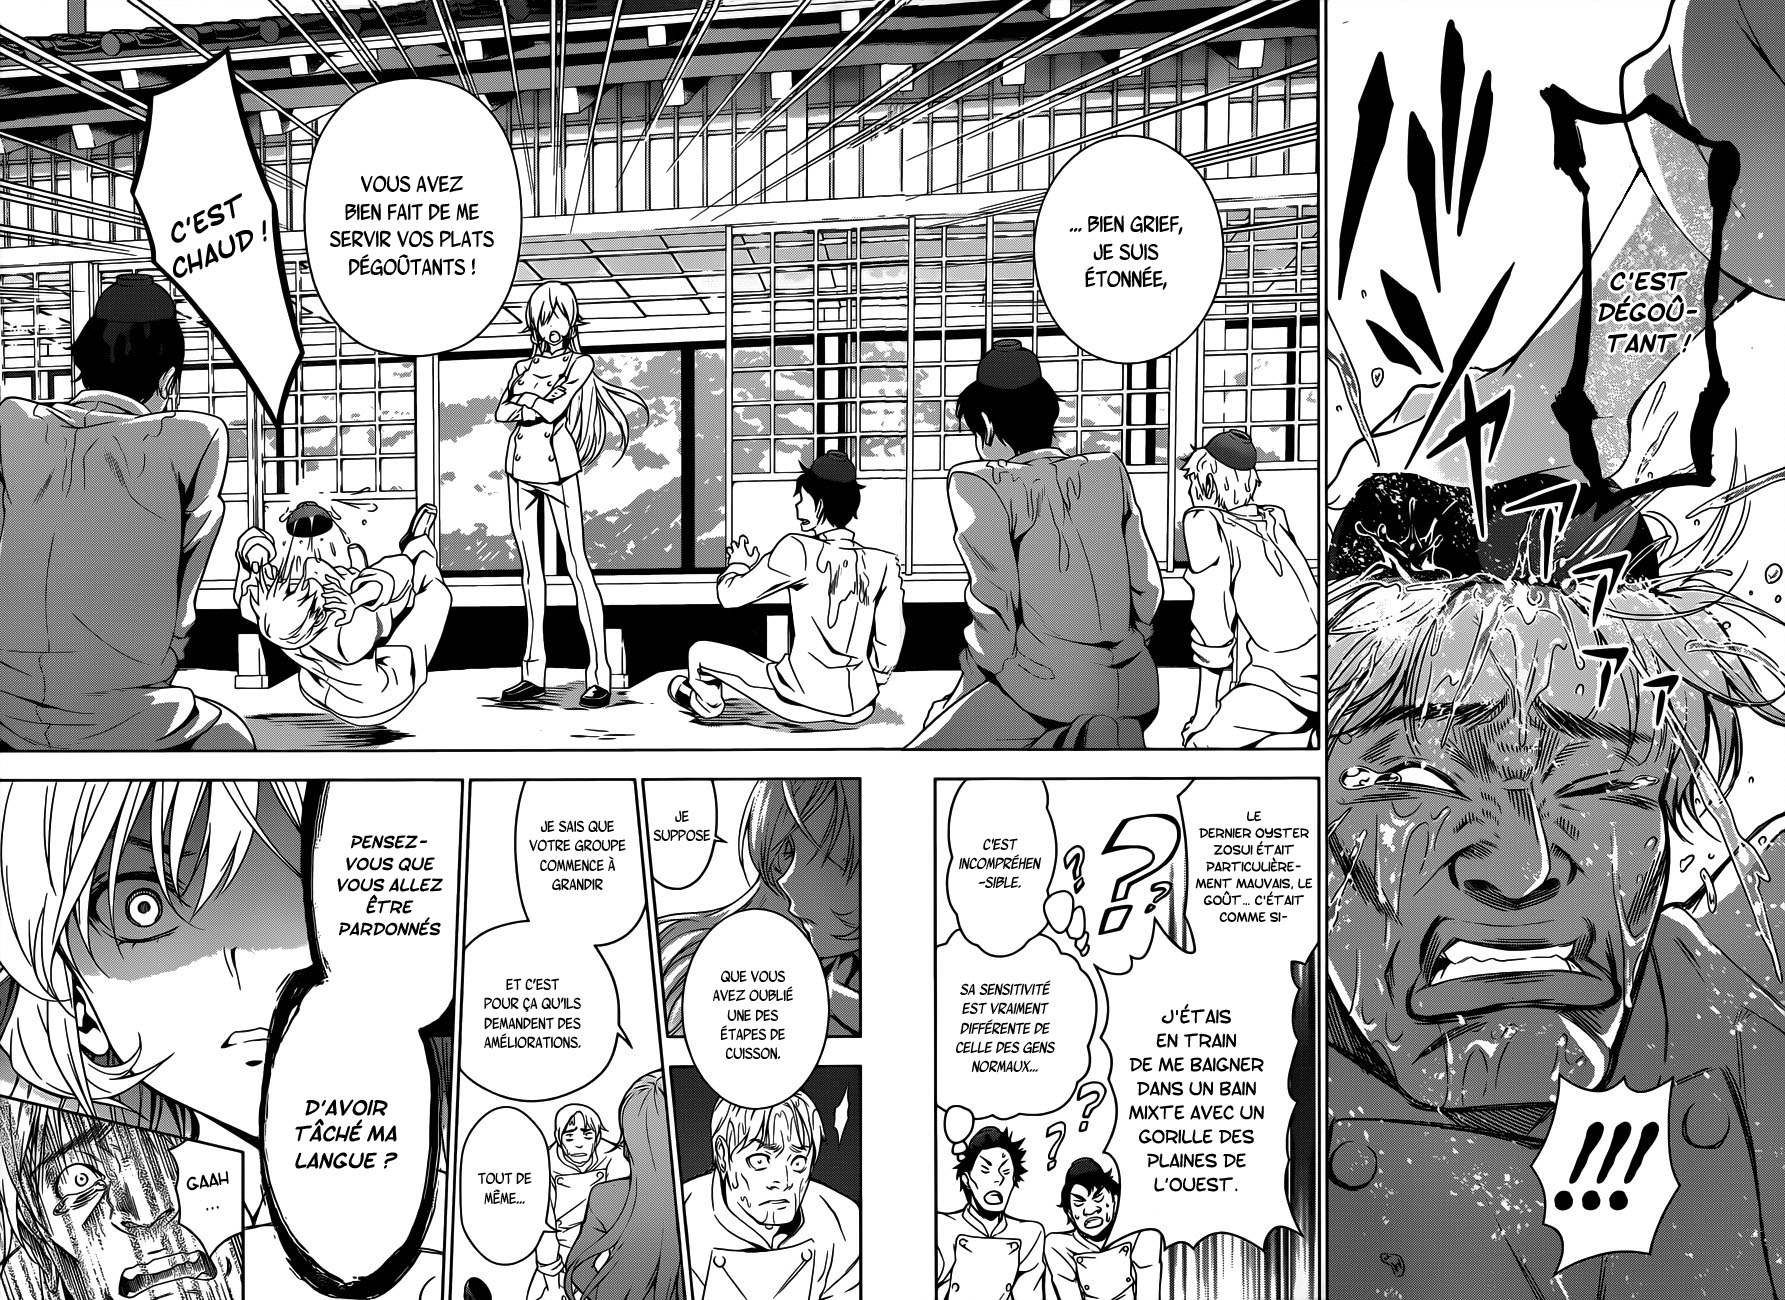 C'EST
DÉGOÛ-
TANT !
!!!...
... BIEN GRIEF,
JE SUIS
ÉTONNÉE,
VOUS AVEZ
BIEN FAIT DE ME
SERVIR VOS PLATS
DÉGOÛTANTS !
C'EST
CHAUD !
LE
DERNIER OYSTER
ZOSUI ÉTAIT
PARTICULIÈRE-
MENT MAUVAIS, LE
GOÛT... C'ÉTAIT
COMME SI-
J'ÉTAIS
EN TRAIN
DE ME BAIGNER
DANS UN BAIN
MIXTE AVEC UN
GORILLE DES
PLAINES DE
L'OUEST.
?
?
?
?
?
C'EST
INCOMPRÉHEN
-SIBLE.
SA SENSITIVITÉ
EST VRAIMENT
DIFFÉRENTE DE
CELLE DES GENS
NORMAUX...
JE
SUPPOSE
QUE VOUS
AVEZ OUBLIÉ
UNE DES
ÉTAPES DE
CUISSON.
JE SAIS QUE
VOTRE GROUPE
COMMENCE À
GRANDIR
ET C'EST
POUR ÇA QU'ILS
DEMANDENT DES
AMÉLIORATIONS.
TOUT DE
MÊME...
PENSEZ-
VOUS QUE
VOUS ALLEZ
ÊTRE
PARDONNÉS
D'AVOIR
TÂCHÉ MA
LANGUE ?
GAAH
...